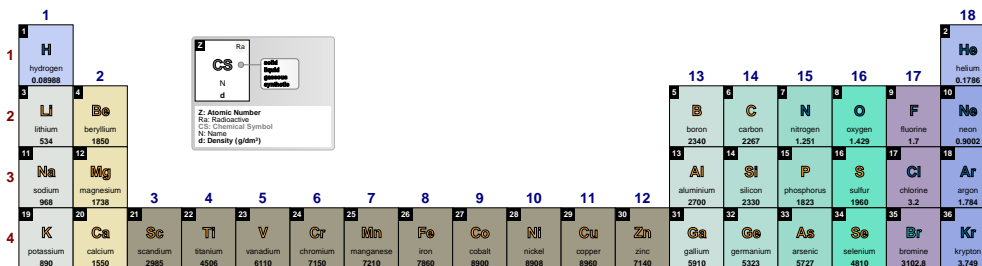 1
18
1
H
hydrogen
0.08988
2
He
helium
0.1786
Z
Ra
CS
N
d
solid
liquid
gaseous
synthetic
Z: Atomic Number
Ra: Radioactive
CS: Chemical Symbol
N: Name
d: Density (g/dm³)
1
2
13
14
15
16
17
3
Li
lithium
534
4
Be
beryllium
1850
5
B
boron
2340
6
C
carbon
2267
7
N
nitrogen
1.251
8
O
oxygen
1.429
9
F
fluorine
1.7
10
Ne
neon
0.9002
2
11
Na
sodium
968
12
Mg
magnesium
1738
13
Al
aluminium
2700
14
Si
silicon
2330
15
P
phosphorus
1823
16
S
sulfur
1960
17
Cl
chlorine
3.2
18
Ar
argon
1.784
3
3
4
5
6
7
8
9
10
11
12
19
K
potassium
890
20
Ca
calcium
1550
21
Sc
scandium
2985
22
Ti
titanium
4506
23
V
vanadium
6110
24
Cr
chromium
7150
25
Mn
manganese
7210
26
Fe
iron
7860
27
Co
cobalt
8900
28
Ni
nickel
8908
29
Cu
copper
8960
30
Zn
zinc
7140
31
Ga
gallium
5910
32
Ge
germanium
5323
33
As
arsenic
5727
34
Se
selenium
4810
35
Br
bromine
3102.8
36
Kr
krypton
3.749
4